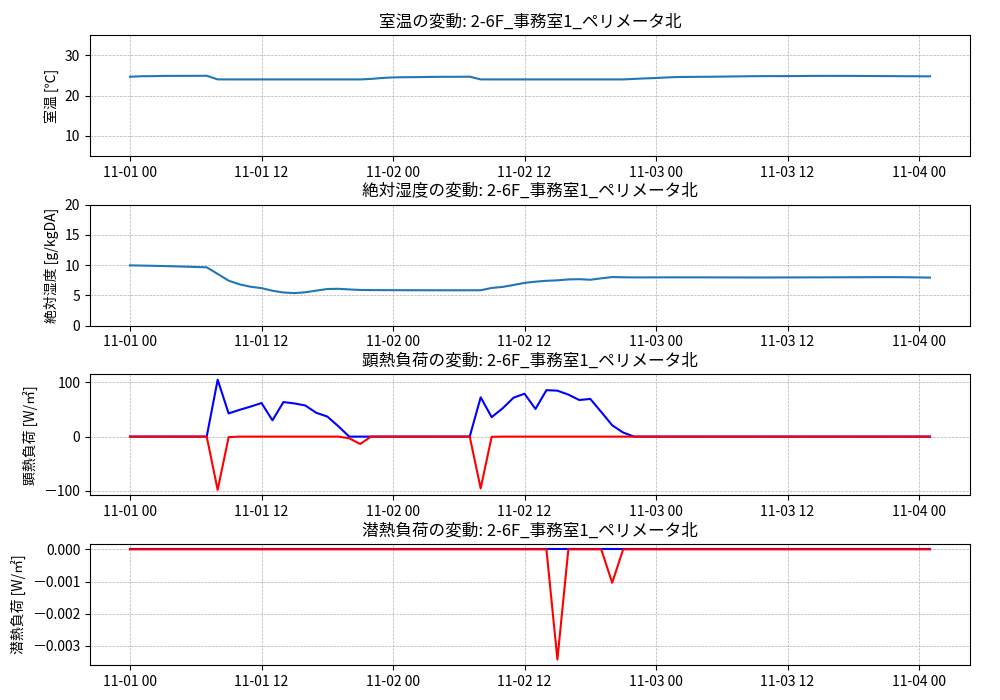 室温の変動: 2-6F_事務室1_ペリメータ北
室温 [℃]
30
20
10
11-01 00 11-01 12 11-02 00 11-02 12 11-03 00 11-03 12 11-04 00
絶対湿度の変動: 2-6F_事務室1_ペリメータ北
絶対湿度 [g/kgDA]
20
15
10
5
0
11-01 00 11-01 12 11-02 00 11-02 12 11-03 00 11-03 12 11-04 00
顕熱負荷の変動: 2-6F_事務室1_ペリメータ北
顕熱負荷 [W/㎡]
100
0
−100
11-01 00 11-01 12 11-02 00 11-02 12 11-03 00 11-03 12 11-04 00
潜熱負荷の変動: 2-6F_事務室1_ペリメータ北
潜熱負荷 [W/㎡]
0.000
−0.001
−0.002
−0.003
11-01 00 11-01 12 11-02 00 11-02 12 11-03 00 11-03 12 11-04 00